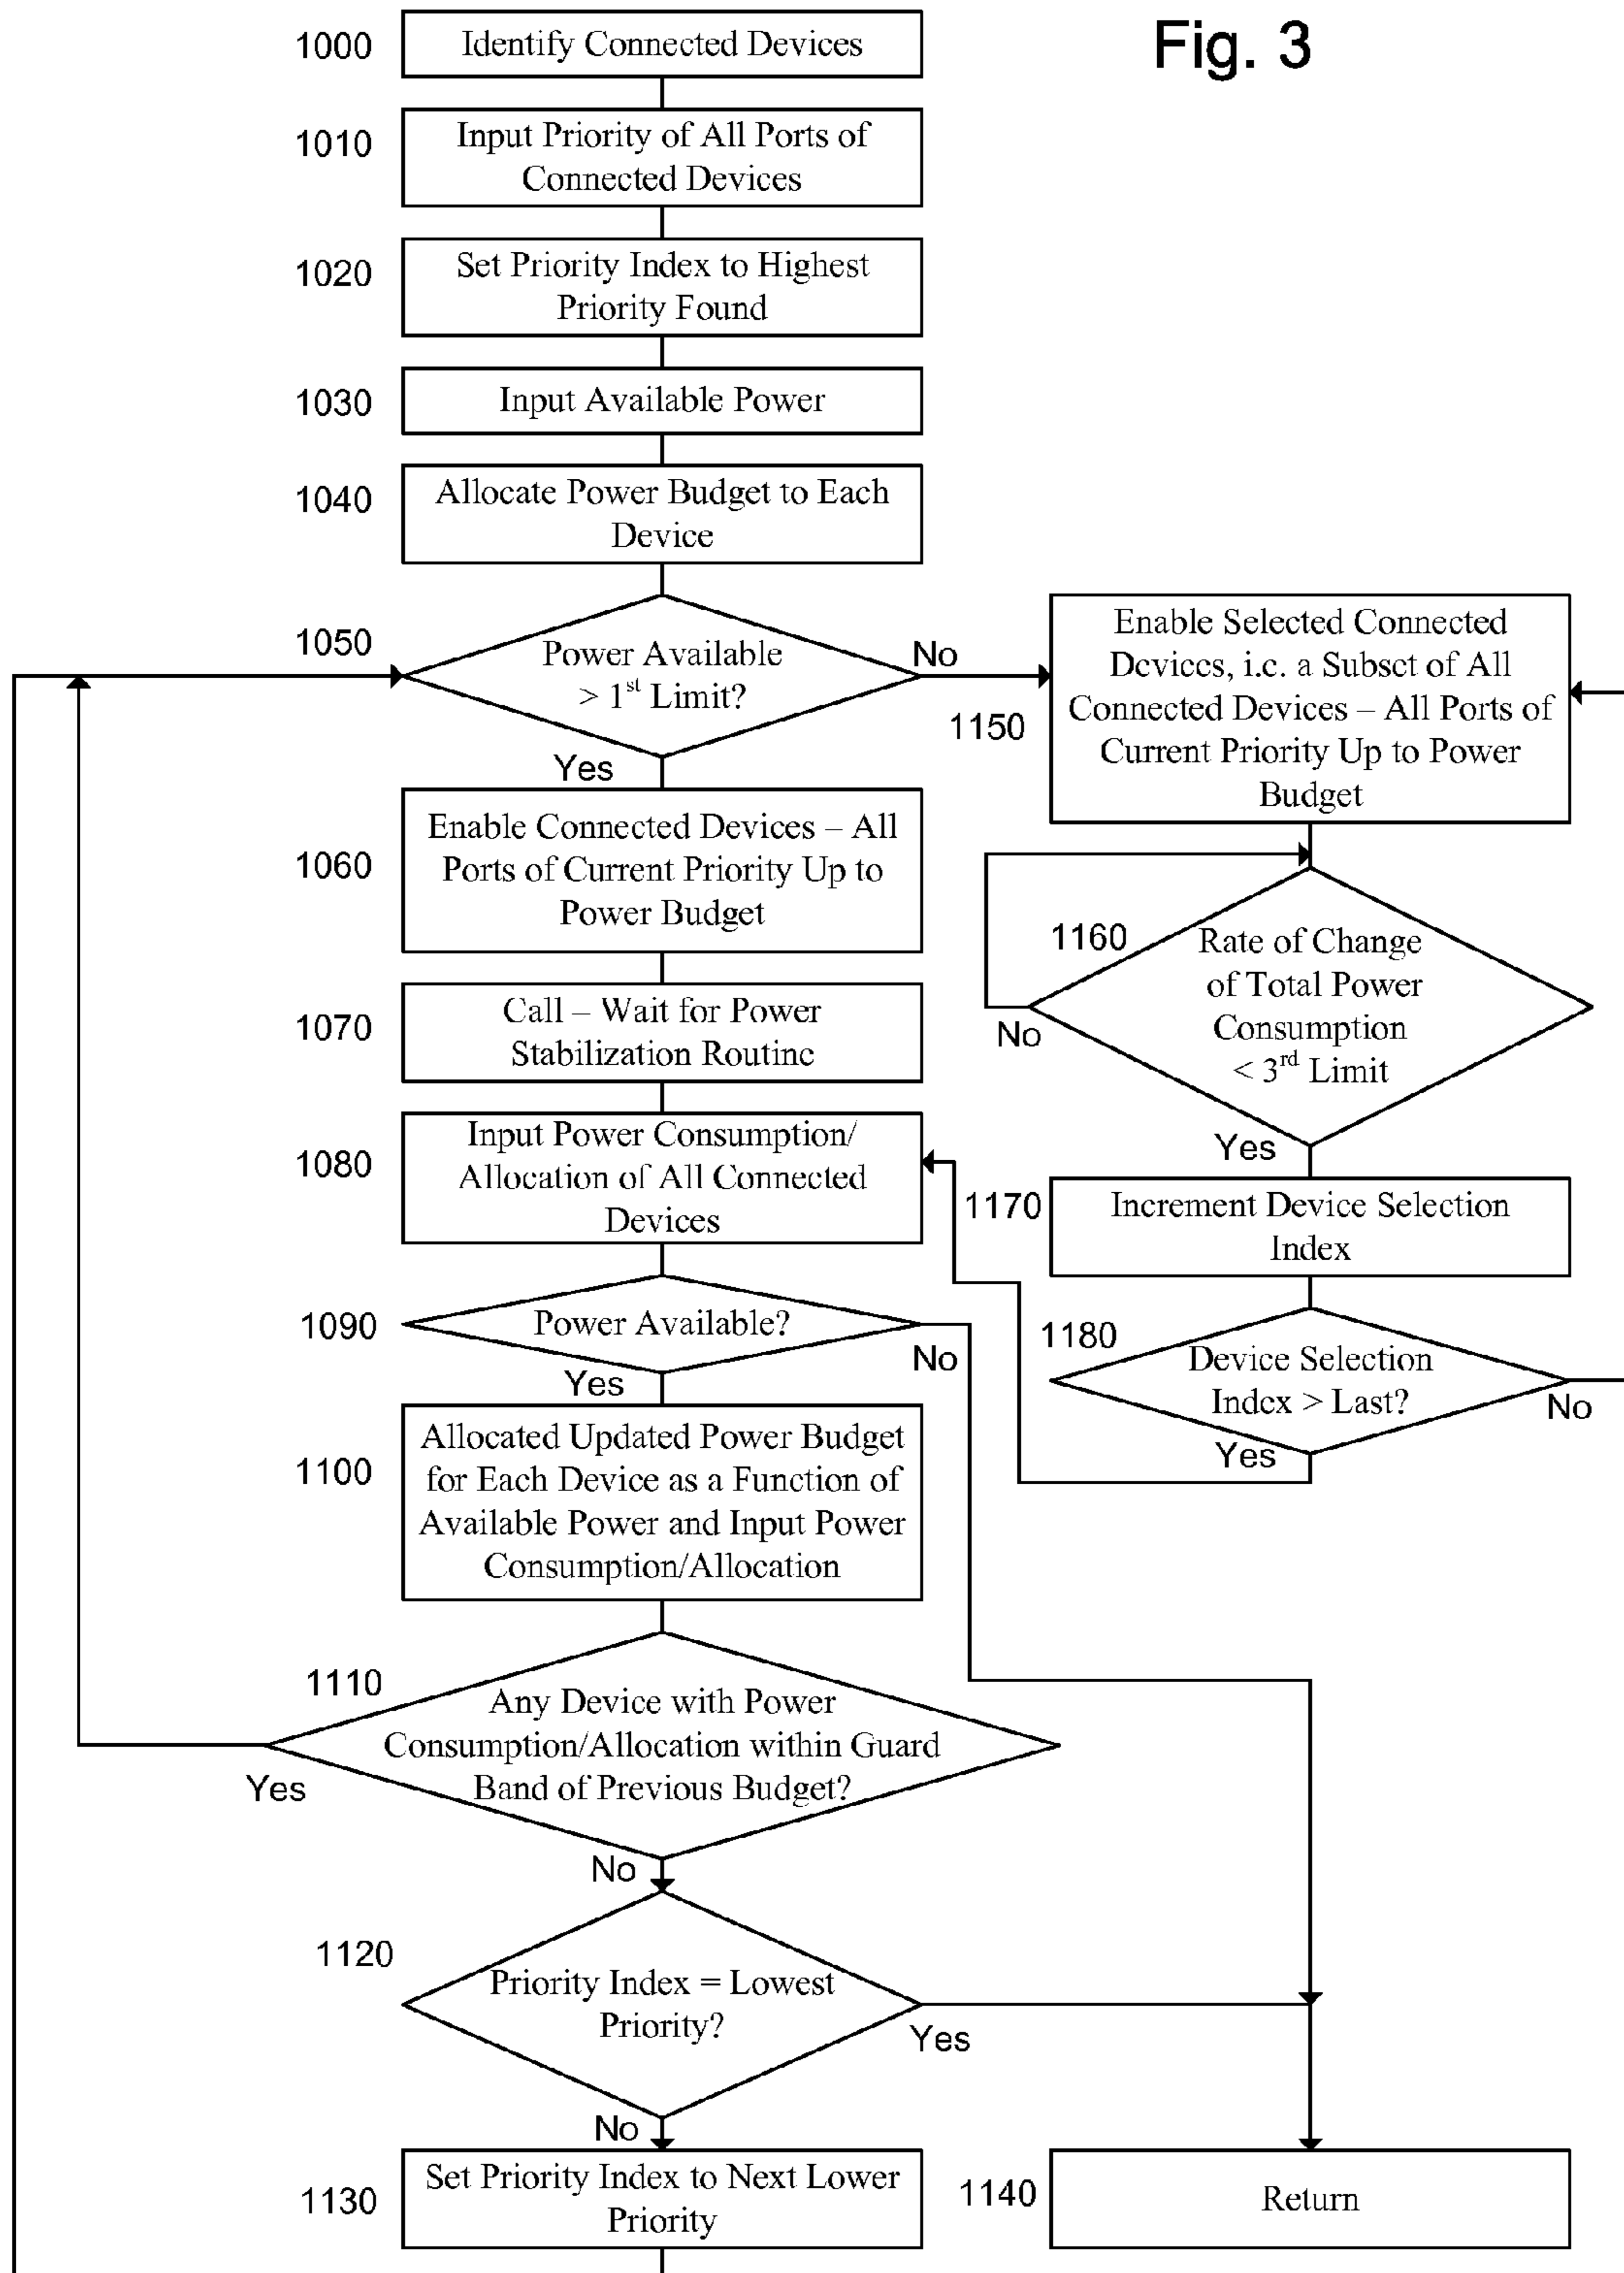 Fig. 3
1000
Identify Connected Devices
1010
Input Priority of All Ports of
Connected Devices
1020
Set Priority Index to Highest
Priority Found
1030
Input Available Power
1040
Allocate Power Budget to Each
Device
1050
Power Available
> 1st Limit?
No
Yes
1060
Enable Connected Devices – All
Ports of Current Priority Up to
Power Budget
1070
Call – Wait for Power
Stabilization Routine
1080
Input Power Consumption/
Allocation of All Connected
Devices
1090
Power Available?
No
Yes
1100
Allocated Updated Power Budget
for Each Device as a Function of
Available Power and Input Power
Consumption/Allocation
1110
Any Device with Power
Consumption/Allocation within Guard
Band of Previous Budget?
Yes
No
1120
Priority Index = Lowest
Priority?
Yes
No
1130
Set Priority Index to Next Lower
Priority
1140
Return
1150
Enable Selected Connected
Devices, i.e. a Subset of All
Connected Devices – All Ports of
Current Priority Up to Power
Budget
1160
Rate of Change
of Total Power
Consumption
< 3rd Limit
No
Yes
1170
Increment Device Selection
Index
1180
Device Selection
Index > Last?
No
Yes